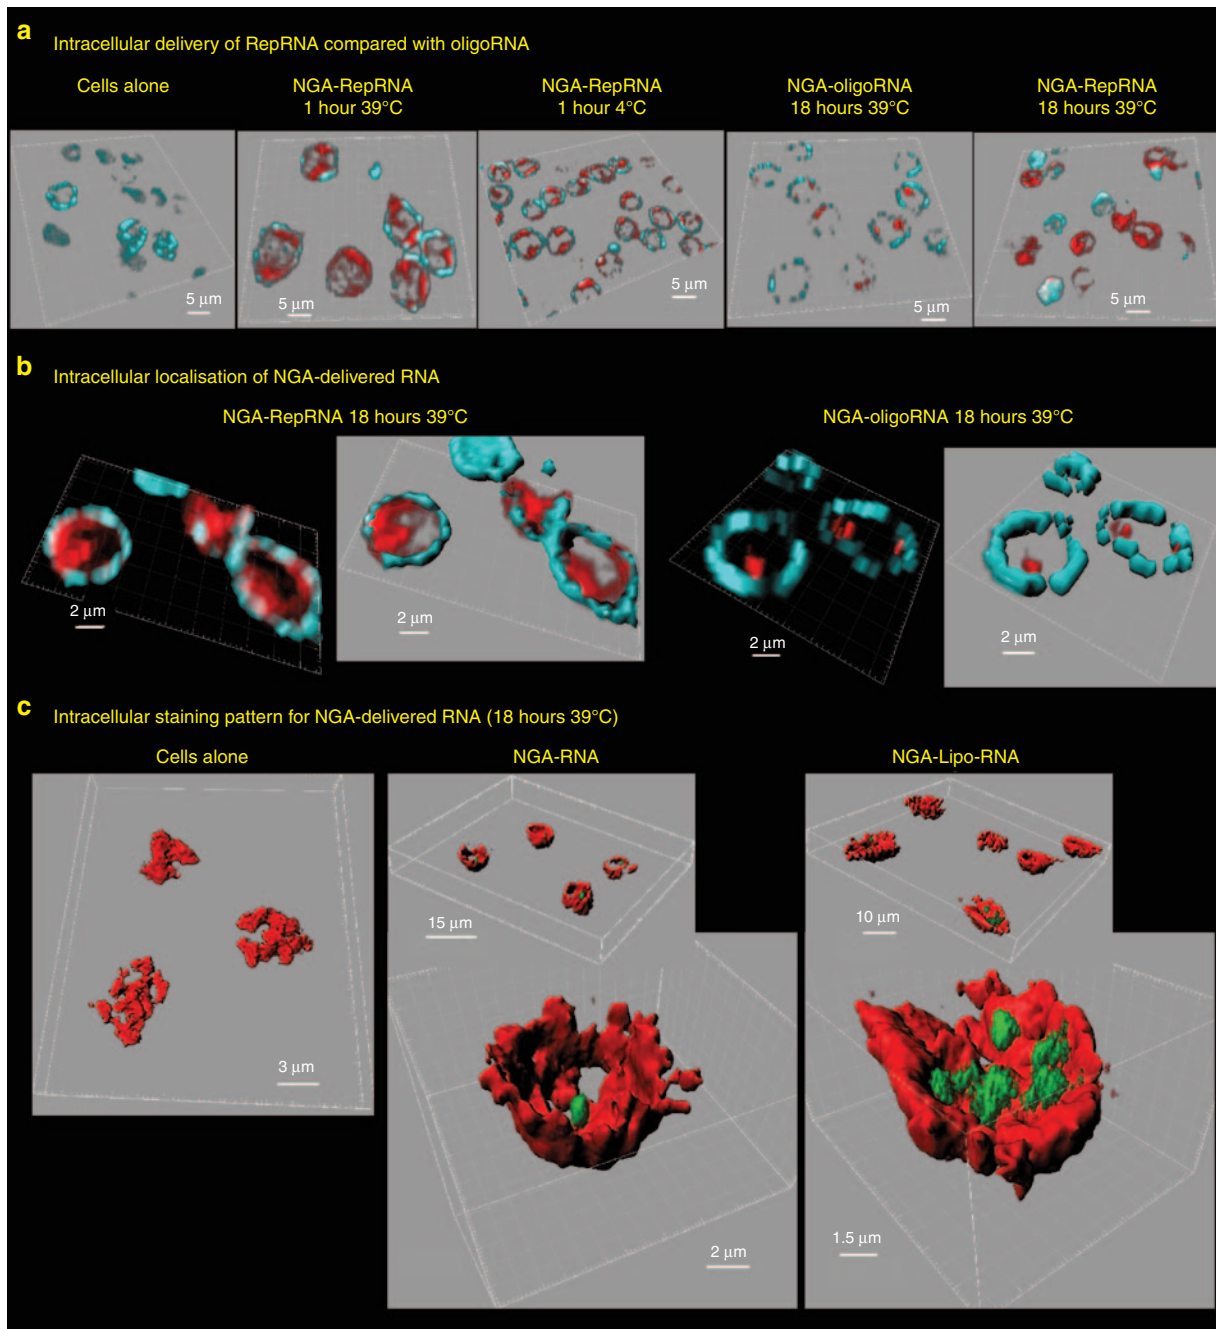 a
Intracellular delivery of RepRNA compared with oligoRNA
Cells alone
NGA-RepRNA
1 hour 39°C
NGA-RepRNA
1 hour 4°C
NGA-oligoRNA
18 hours 39°C
NGA-RepRNA
18 hours 39°C
5 μm
5 μm
5 μm
5 μm
5 μm
b
Intracellular localisation of NGA-delivered RNA
NGA-RepRNA 18 hours 39°C
NGA-oligoRNA 18 hours 39°C
2 μm
2 μm
2 μm
2 μm
c
Intracellular staining pattern for NGA-delivered RNA (18 hours 39°C)
Cells alone
NGA-RNA
NGA-Lipo-RNA
3 μm
15 μm
10 μm
2 μm
1.5 μm